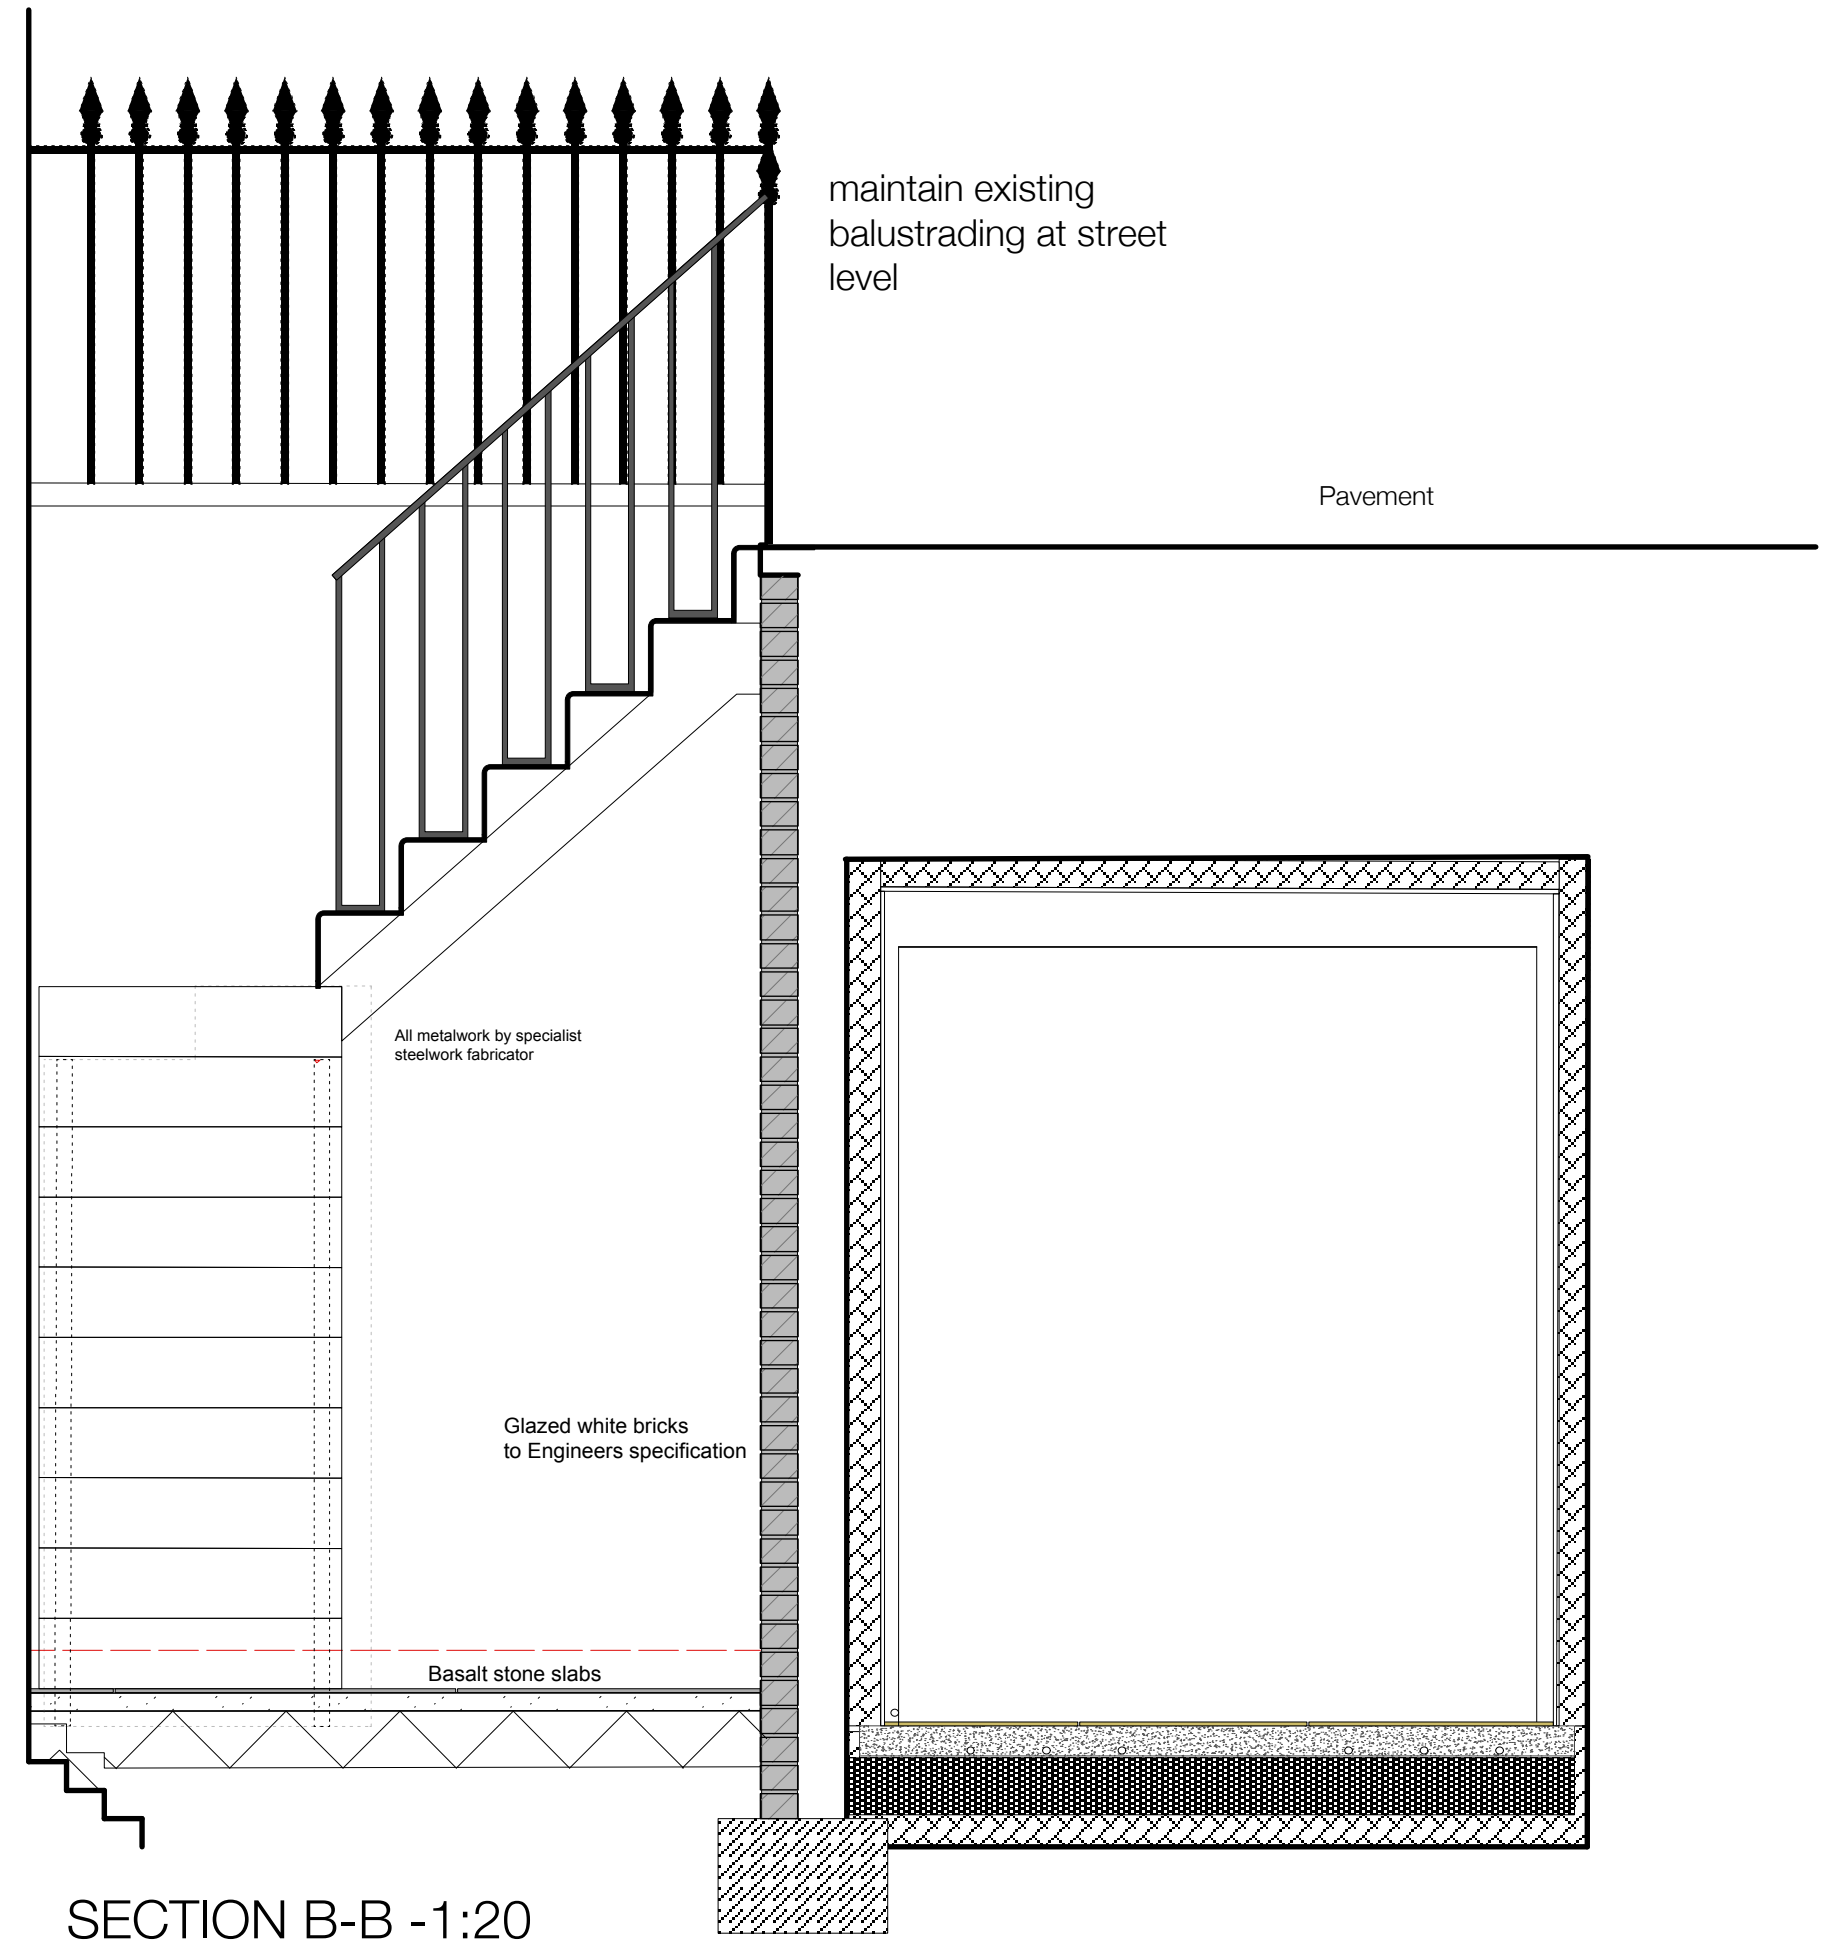 maintain existing
balustrading at street
level
Pavement
All metalwork by specialist
steelwork fabricator
Glazed white bricks
to Engineers specification
Basalt stone slabs
SECTION B-B -1:20